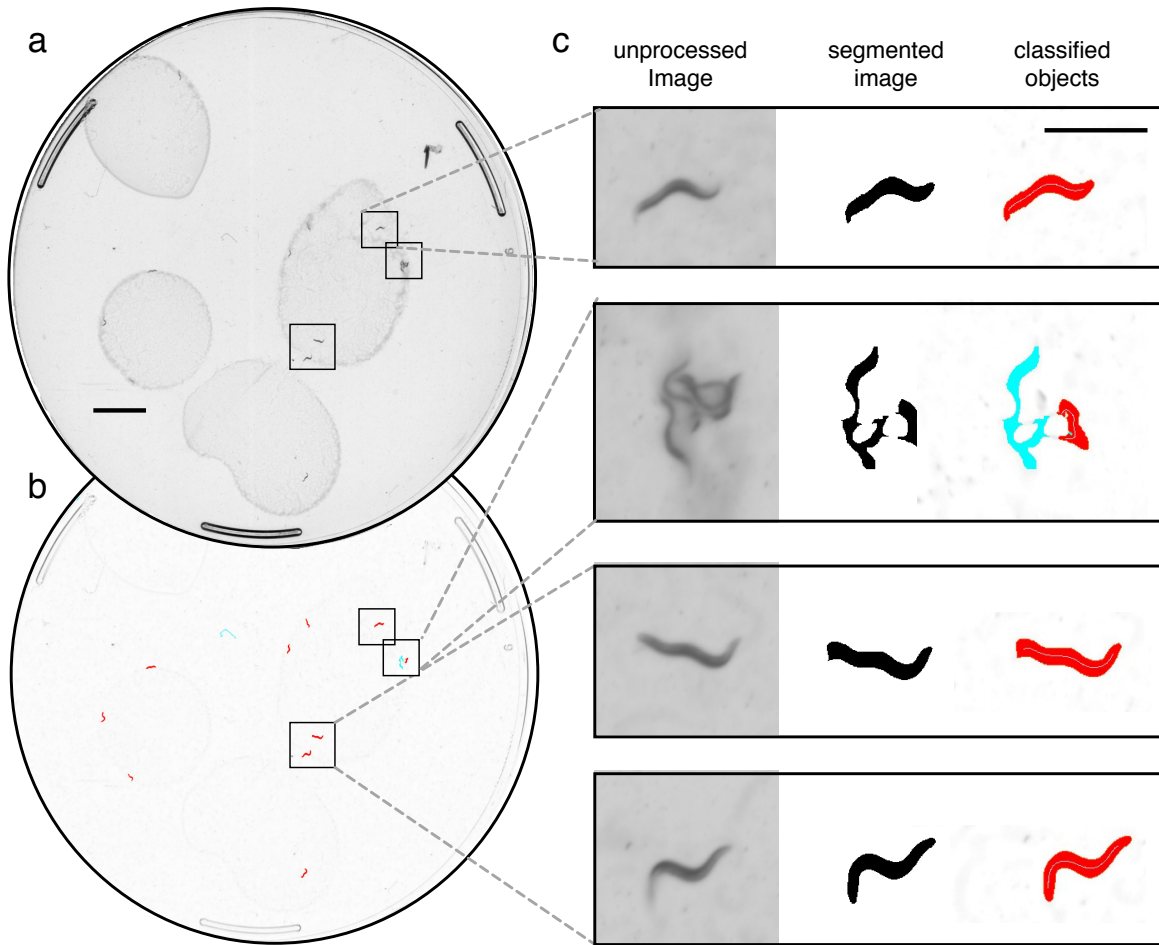 a
b
c
unprocessed
Image
segmented
image
classified
objects